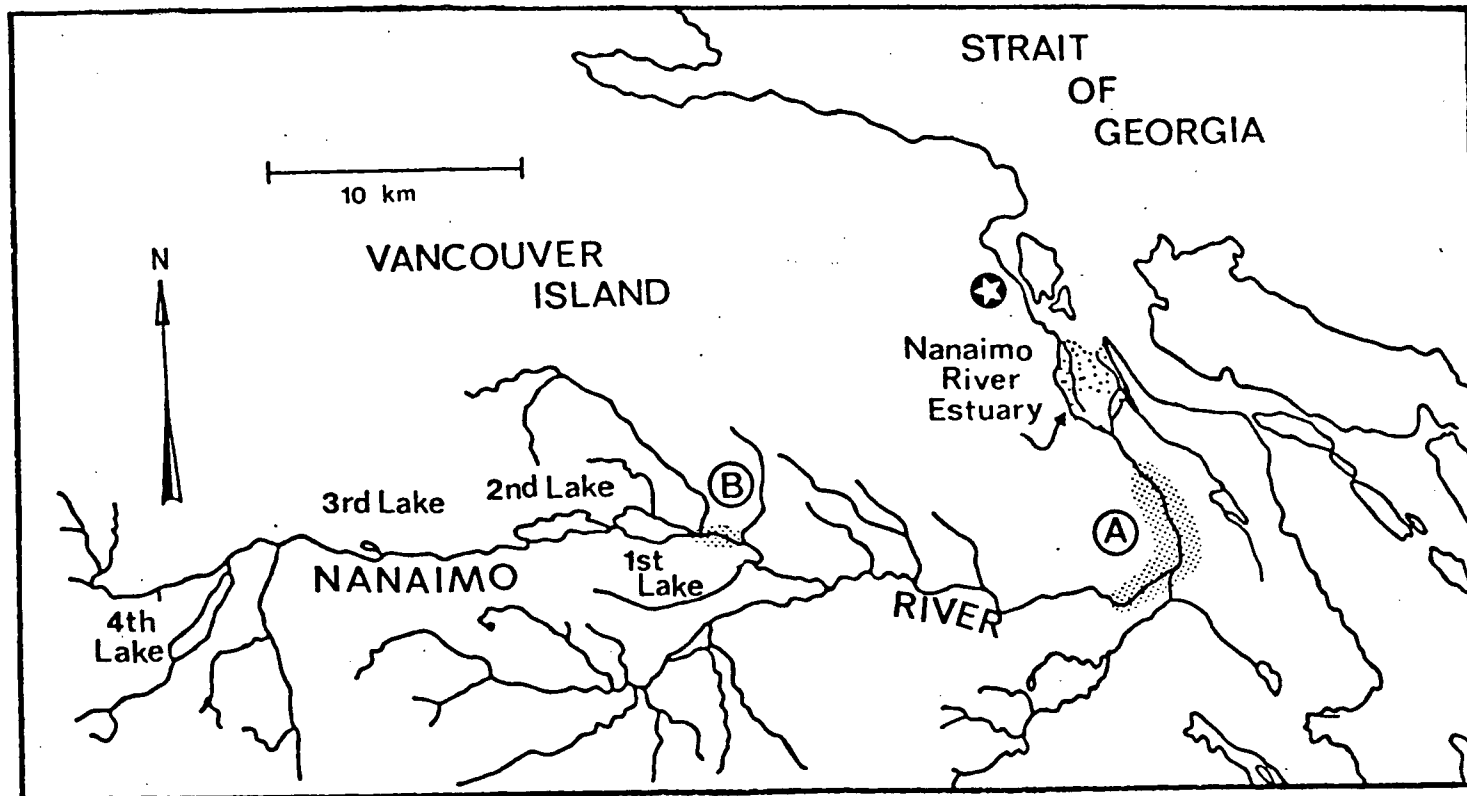 STRAIT
OF
GEORGIA
10 km
N
VANCOUVER
ISLAND
Nanaimo
River
Estuary
2nd Lake
B
3rd Lake
A
1st
Lake
NANAIMO
RIVER
4th
Lake